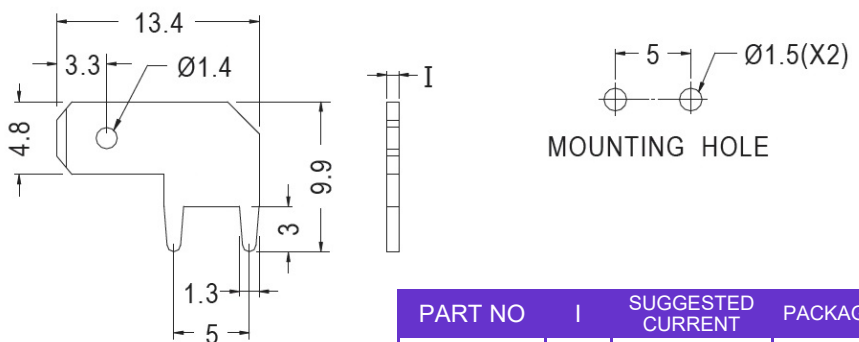 13.4
3.3
Ø1.4
I
5
Ø1.5(X2)
4.8
9.9
MOUNTING HOLE
3
1.3
5
PART NO I SUGGESTED CURRENT